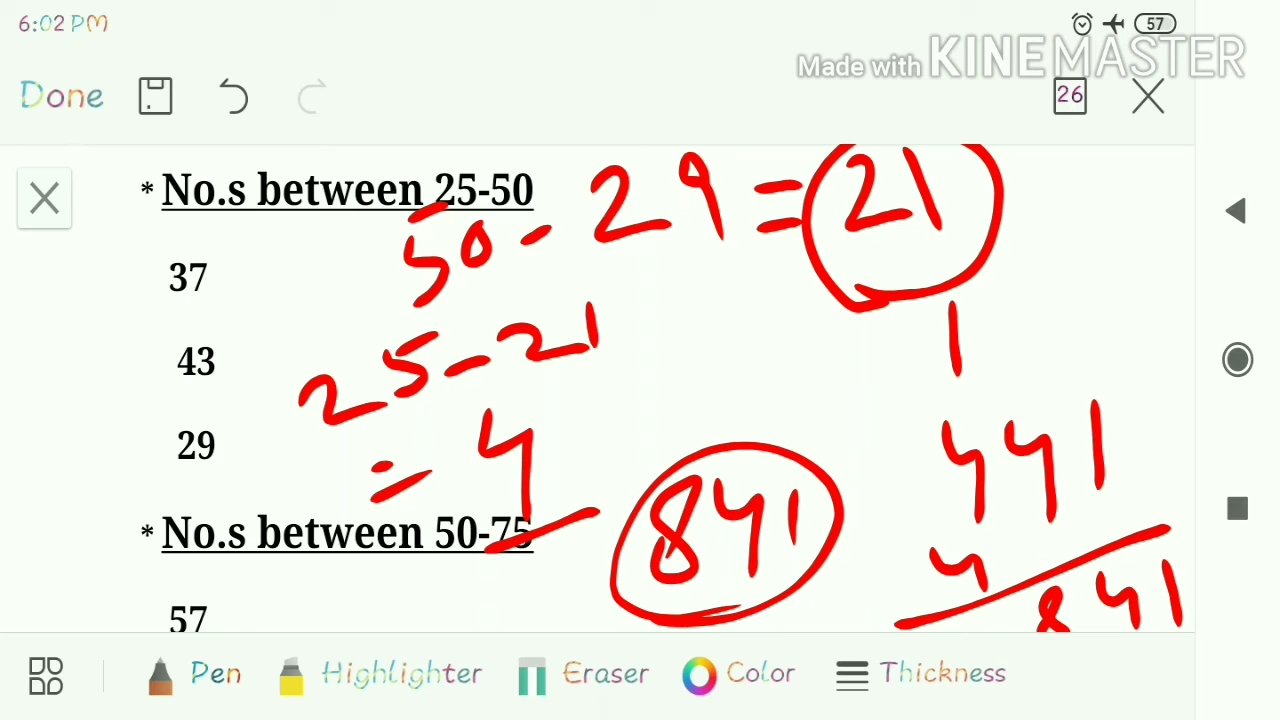 6:02 PM
57
Made with KINEMASTER
Done
26
* No.s between 25-50
50 - 29 = 21
37
25 - 21
1
43
= 4
441
29
841
4
* No.s between 50-75
841
57
Pen
Highlighter
Eraser
Color
Thickness